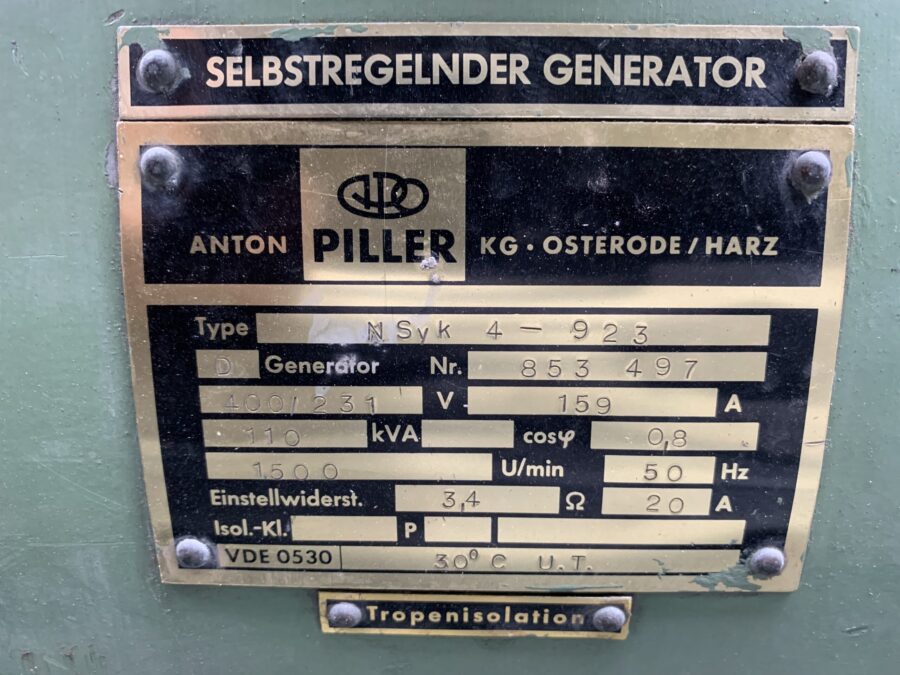 SELBSTREGELNDER GENERATOR
ANTON PILLER KG · OSTERODE / HARZ
Type NSyk 4 - 923
D Generator Nr. 853 497
400/231 V 159 A
110 kVA cosφ 0,8
1500 U/min 50 Hz
Einstellwiderst. 3,4 Ω 20 A
Isol.-Kl. P
VDE 0530 30° C U.T.
Tropenisolation